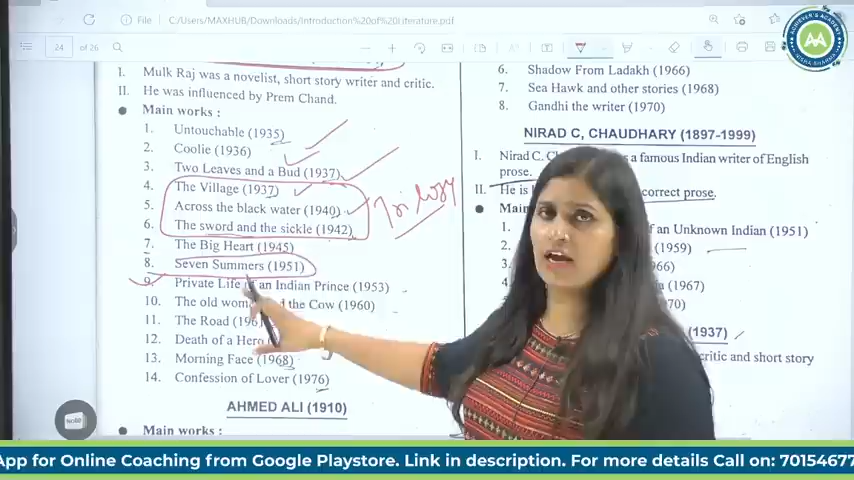 File
C:/Users/MAXHUB/Downloads/Introduction%20of%20Literature.pdf
24 of 26
I. Mulk Raj was a novelist, short story writer and critic.
II. He was influenced by Prem Chand.
● Main works :
1. Untouchable (1935)
2. Coolie (1936)
3. Two Leaves and a Bud (1937)
4. The Village (1937)
5. Across the black water (1940)
6. The sword and the sickle (1942)
Trilogy
7. The Big Heart (1945)
8. Seven Summers (1951)
9. Private Life of an Indian Prince (1953)
10. The old and the Cow (1960)
11. The Road
12. Death of a Hero
13. Morning Face (1968)
14. Confession of Lover (1976)
AHMED ALI (1910)
● Main works :
6. Shadow From Ladakh (1966)
7. Sea Hawk and other stories (1968)
8. Gandhi the writer (1970)
NIRAD C, CHAUDHARY (1897-1999)
I. Nirad C. a famous Indian writer of English
prose.
II. He is correct prose.
● Main
1. of an Unknown Indian (1951)
2. (1959)
(1937)
critic and short story
Note
ACHIEVER'S ACADEMY
AA
App for Online Coaching from Google Playstore. Link in description. For more details Call on: 70154677